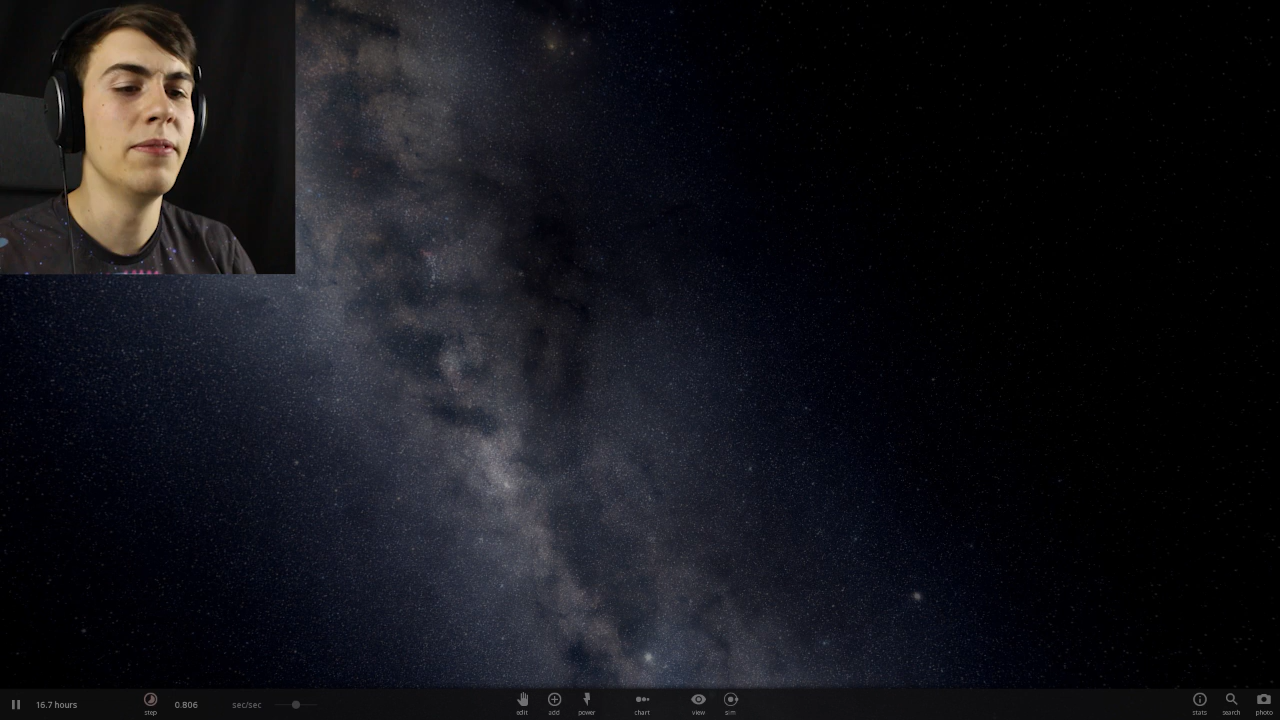 16.7 hours
step
0.806
sec/sec
edit
add
power
chart
view
sim
stats
search
photo